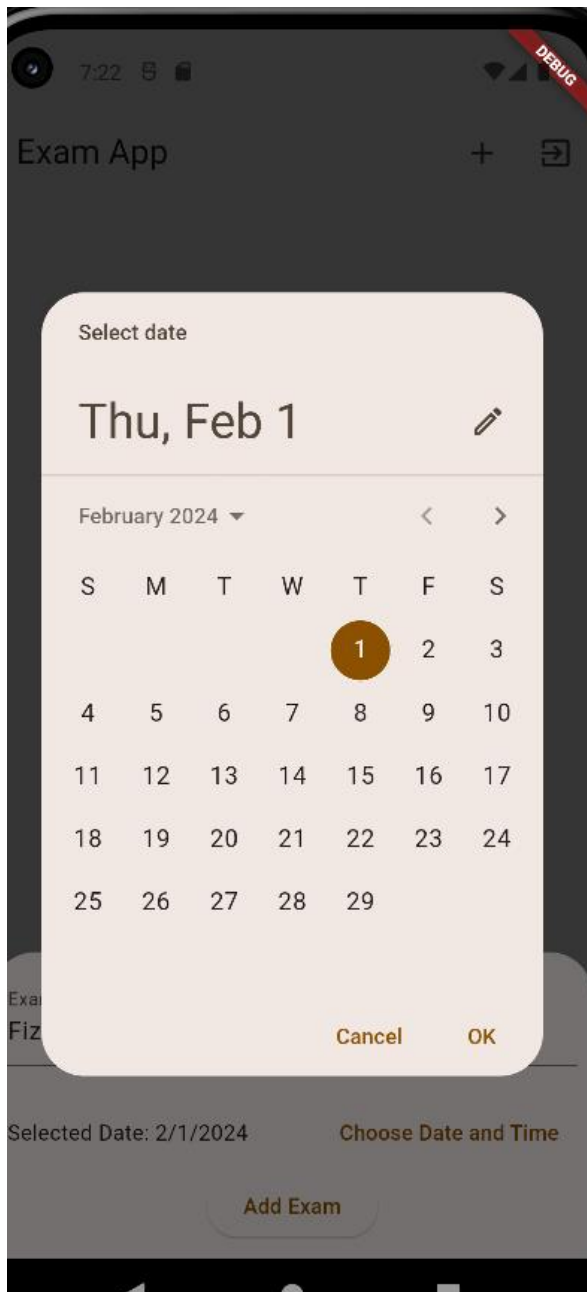 7:22
DEBUG
Exam App
Select date
Thu, Feb 1
February 2024
S M T W T F S
1 2 3
4 5 6 7 8 9 10
11 12 13 14 15 16 17
18 19 20 21 22 23 24
25 26 27 28 29
Cancel OK
Selected Date: 2/1/2024 Choose Date and Time
Add Exam